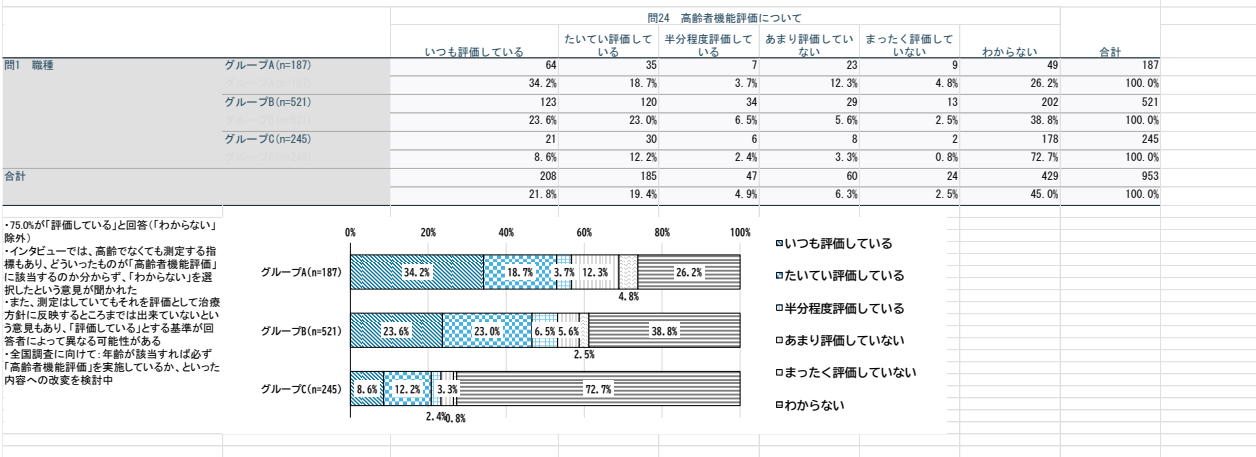 問24　高齢者機能評価について
いつも評価している
たいてい評価している
半分程度評価している
あまり評価していない
まったく評価していない
わからない
合計
問1　職種
グループA(n=187) 64 35 7 23 9 49 187
グループA(n=187) 34.2% 18.7% 3.7% 12.3% 4.8% 26.2% 100.0%
グループB(n=521) 123 120 34 29 13 202 521
グループB(n=521) 23.6% 23.0% 6.5% 5.6% 2.5% 38.8% 100.0%
グループC(n=245) 21 30 6 8 2 178 245
グループC(n=245) 8.6% 12.2% 2.4% 3.3% 0.8% 72.7% 100.0%
合計 208 185 47 60 24 429 953
21.8% 19.4% 4.9% 6.3% 2.5% 45.0% 100.0%
・75.0%が「評価している」と回答(「わからない」
除外)
・インタビューでは、高齢でなくても測定する指
標もあり、どういったものが「高齢者機能評価」
に該当するのか分からず、「わからない」を選
択したという意見が聞かれた
・また、測定はしていてもそれを評価として治療
方針に反映するところまでは出来ていないとい
う意見もあり、「評価している」とする基準が回
答者によって異なる可能性がある
・全国調査に向けて：年齢が該当すれば必ず
「高齢者機能評価」を実施しているか、といった
内容への改変を検討中
0% 20% 40% 60% 80% 100%
グループA(n=187) 34.2% 18.7% 3.7% 12.3% 26.2%
4.8%
グループB(n=521) 23.6% 23.0% 6.5% 5.6% 38.8%
2.5%
グループC(n=245) 8.6% 12.2% 3.3% 72.7%
2.4% 0.8%
いつも評価している
たいてい評価している
半分程度評価している
あまり評価していない
まったく評価していない
わからない